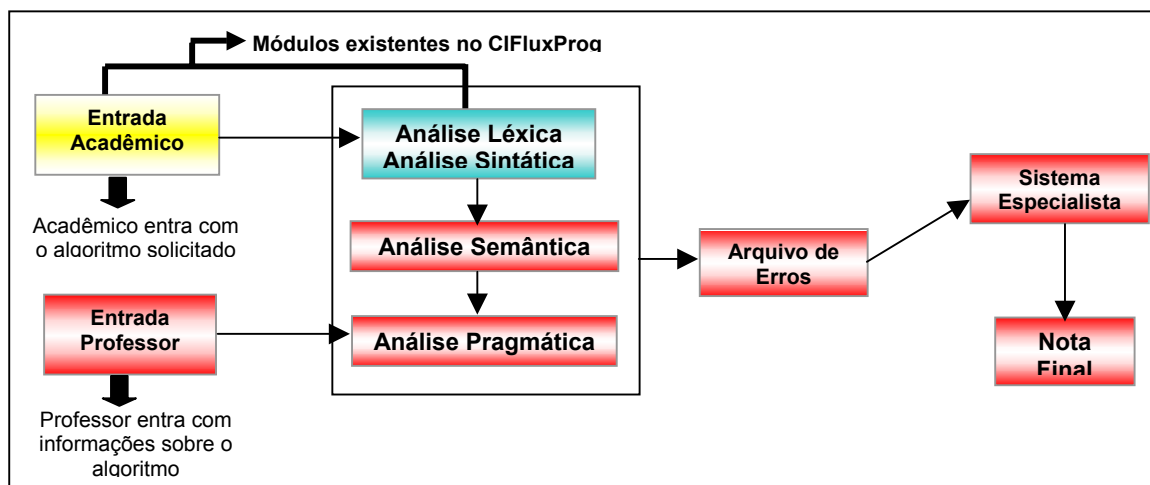 Módulos existentes no CIFluxProg
Entrada
Acadêmico
Análise Léxica
Análise Sintática
Acadêmico entra com
o algoritmo solicitado
Análise Semântica
Entrada
Professor
Análise Pragmática
Professor entra com
informações sobre o
algoritmo
Arquivo de
Erros
Sistema
Especialista
Nota
Final